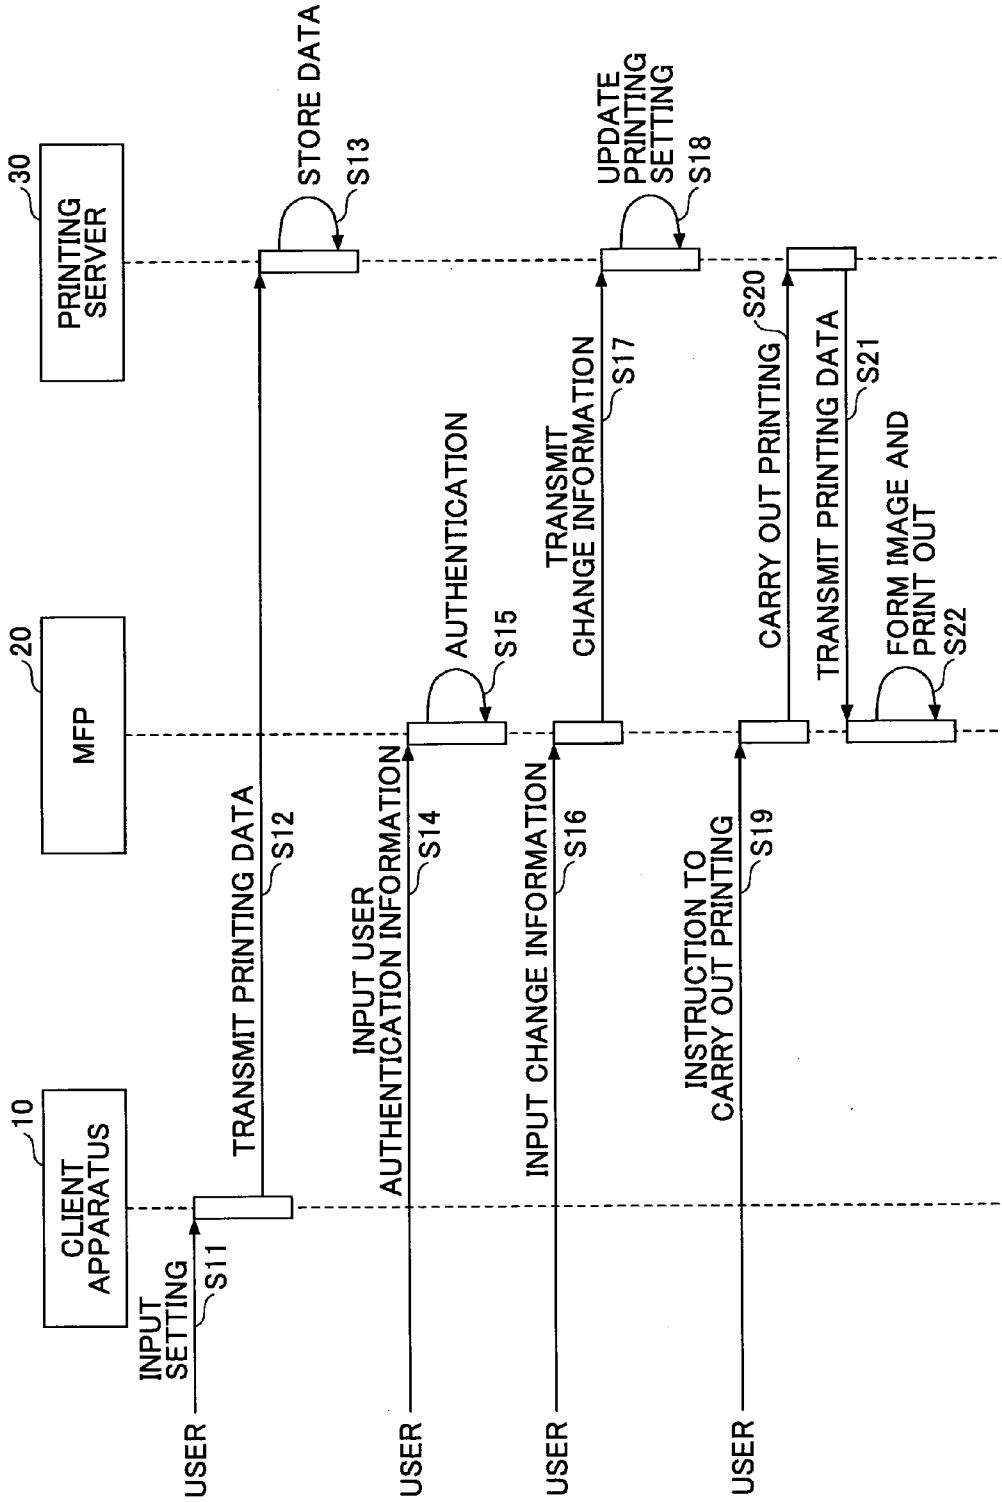 10
CLIENT
APPARATUS
20
MFP
30
PRINTING
SERVER
USER
INPUT
SETTING
S11
TRANSMIT PRINTING DATA
S12
STORE DATA
S13
USER
INPUT USER
AUTHENTICATION INFORMATION
S14
AUTHENTICATION
S15
USER
INPUT CHANGE INFORMATION
S16
TRANSMIT
CHANGE INFORMATION
S17
UPDATE
PRINTING
SETTING
S18
USER
INSTRUCTION TO
CARRY OUT PRINTING
S19
CARRY OUT PRINTING
S20
TRANSMIT PRINTING DATA
S21
FORM IMAGE AND
PRINT OUT
S22